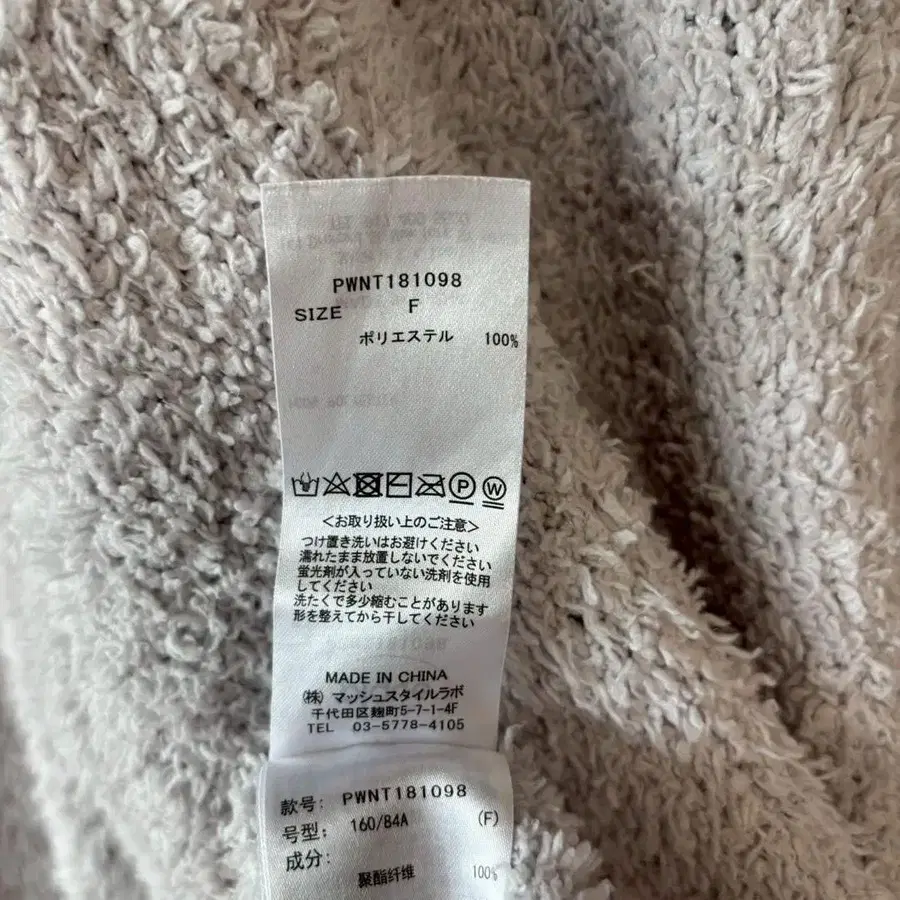 PWNT181098
SIZE F
ポリエステル 100%
P W
<お取り扱い上のご注意>
つけ置き洗いはお避けください
濡れたまま放置しないでください
蛍光剤が入っていない洗剤を使用
してください
洗たくで多少縮むことがあります
形を整えてから干してください
MADE IN CHINA
(株) マッシュスタイルラボ
千代田区麹町5-7-1-4F
TEL 03-5778-4105
款号: PWNT181098
号型: 160/84A (F)
成分:
聚酯纤维 100%